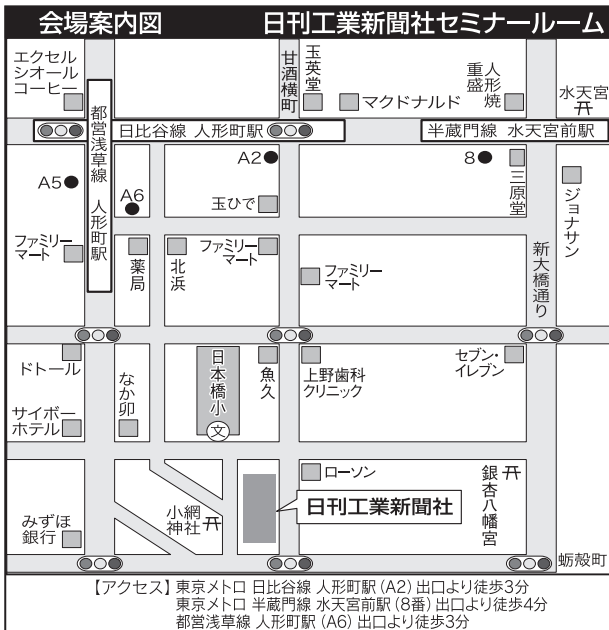 会場案内図 日刊工業新聞社セミナールーム
エクセル
シオール
コーヒー
甘酒横町
玉英堂
マクドナルド
人形焼
重盛
水天宮
都営浅草線 人形町駅
日比谷線 人形町駅
半蔵門線 水天宮前駅
A5
A6
A2
8
三原堂
ジョナサン
玉ひで
ファミリー
マート
薬局
北浜
ファミリー
マート
ファミリー
マート
新大橋通り
ドトール
なか卯
日本橋小
文
魚久
上野歯科
クリニック
セブン・
イレブン
サイボー
ホテル
みずほ
銀行
小網
神社
ローソン
日刊工業新聞社
銀杏八幡宮
蛎殻町
【アクセス】東京メトロ 日比谷線 人形町駅(A2)出口より徒歩3分
東京メトロ 半蔵門線 水天宮前駅(8番)出口より徒歩4分
都営浅草線 人形町駅(A6)出口より徒歩3分